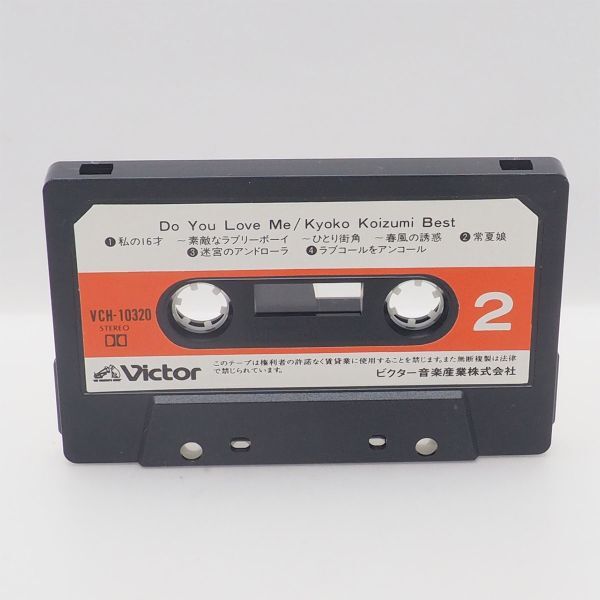 Do You Love Me/Kyoko Koizumi Best
❶私の16才 ～素敵なラブリーボーイ ～ひとり街角 ～春風の誘惑 ❷常夏娘
❸迷宮のアンドローラ ❹ラブコールをアンコール
VCH-10320
STEREO
2
Victor
このテープは権利者の許諾なく賃貸業に使用することを禁じます。また無断複製は法律
で禁じられています。
ビクター音楽産業株式会社